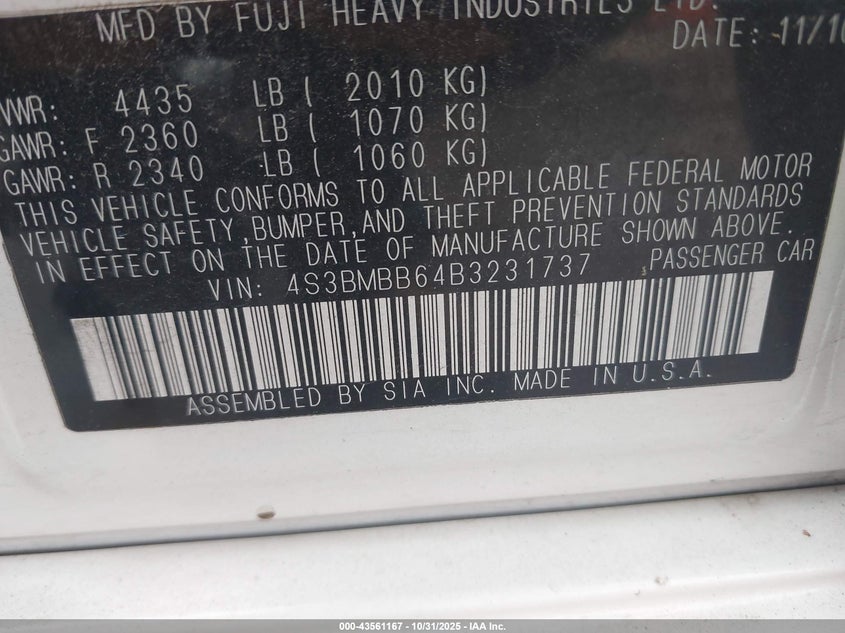 MFD BY FUJI HEAVY INDUSTRIES LTD.
DATE: 11/10
VWR: 4435 LB ( 2010 KG)
GAWR: F 2360 LB ( 1070 KG)
GAWR: R 2340 LB ( 1060 KG)
THIS VEHICLE CONFORMS TO ALL APPLICABLE FEDERAL MOTOR
VEHICLE SAFETY,BUMPER,AND THEFT PREVENTION STANDARDS
IN EFFECT ON THE DATE OF MANUFACTURE SHOWN ABOVE.
VIN: 4S3BMBB64B3231737 PASSENGER CAR
ASSEMBLED BY SIA INC. MADE IN U.S.A.
000-43561167 - 10/31/2025 - IAA Inc.